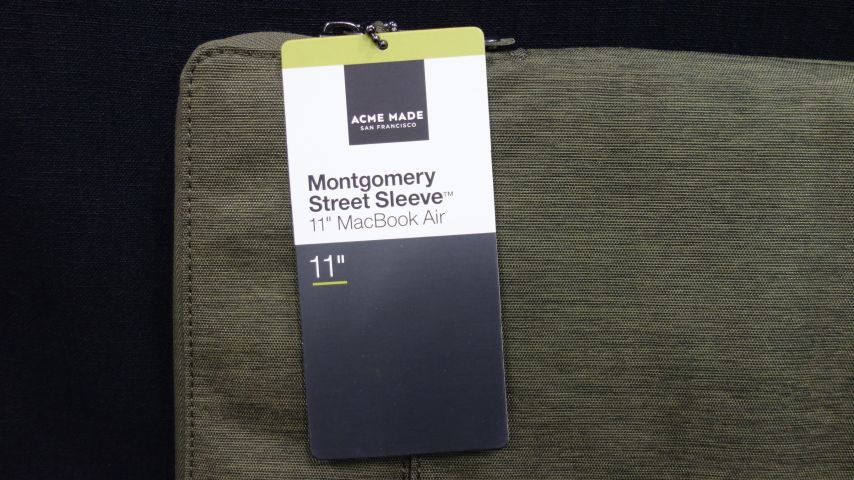 ACME MADE
SAN FRANCISCO
Montgomery
Street Sleeve™
11" MacBook Air
11"